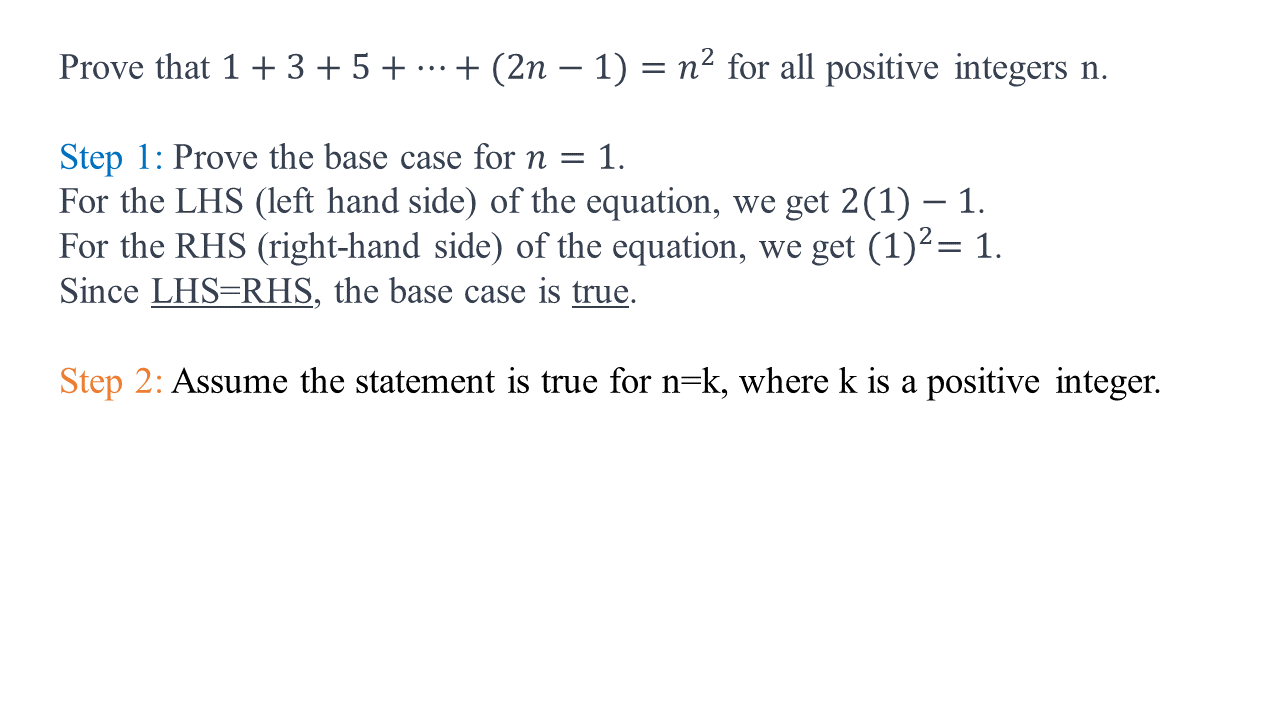 Prove that 1 + 3 + 5 + ⋯ + (2𝑛 − 1) = 𝑛² for all positive integers n.
Step 1: Prove the base case for 𝑛 = 1.
For the LHS (left hand side) of the equation, we get 2(1) − 1.
For the RHS (right-hand side) of the equation, we get (1)²= 1.
Since LHS=RHS, the base case is true.
Step 2: Assume the statement is true for n=k, where k is a positive integer.